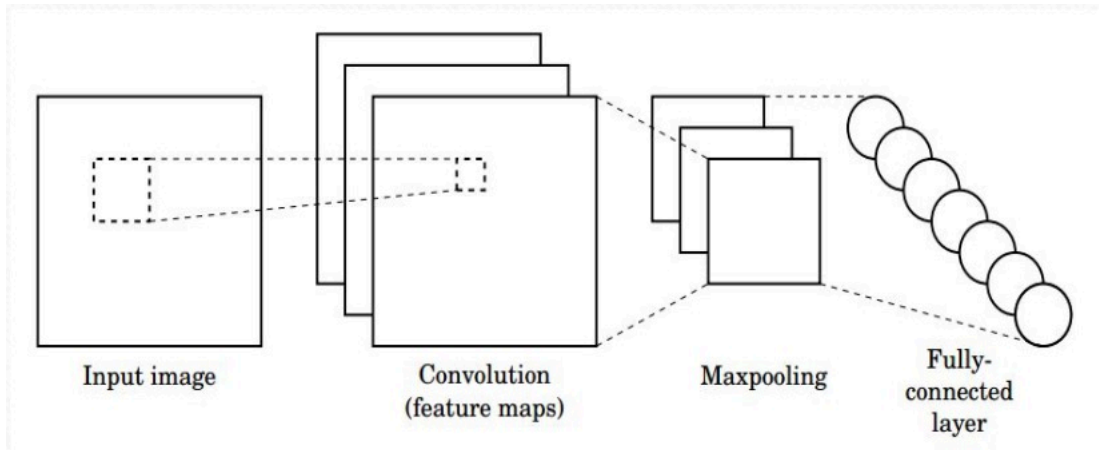 Input image
Convolution
(feature maps)
Maxpooling
Fully-
connected
layer